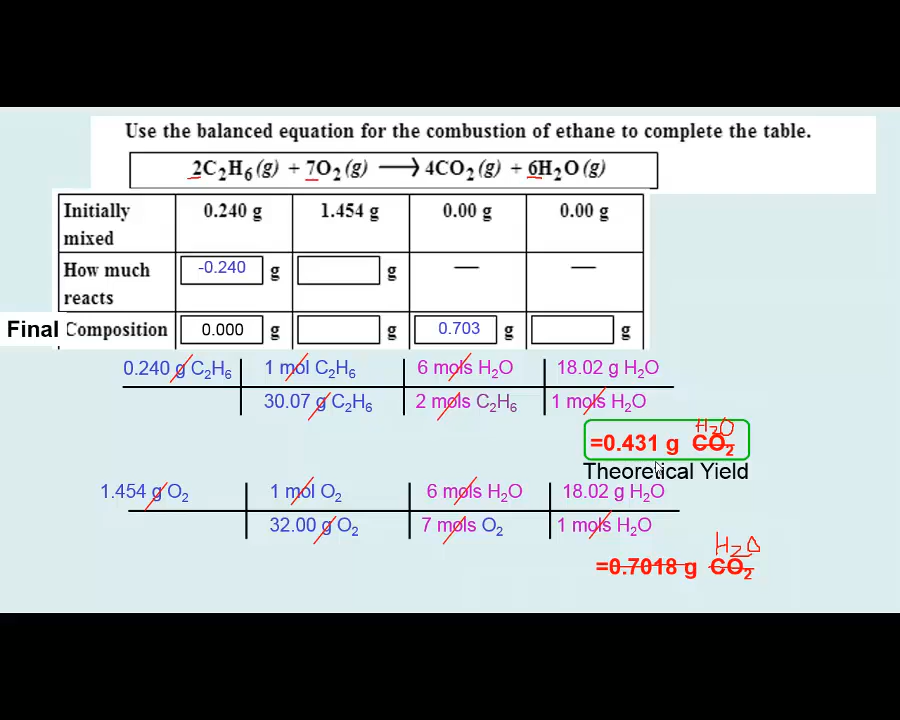 Use the balanced equation for the combustion of ethane to complete the table.
2C₂H₆(g) + 7O₂(g) ⟶ 4CO₂(g) + 6H₂O(g)
Initially mixed 0.240 g 1.454 g 0.00 g 0.00 g
How much reacts -0.240 g g — —
Final Composition 0.000 g g 0.703 g g
0.240 g C₂H₆ 1 mol C₂H₆ 6 mols H₂O 18.02 g H₂O
30.07 g C₂H₆ 2 mols C₂H₆ 1 mols H₂O
H₂O
=0.431 g CO₂
Theoretical Yield
1.454 g O₂ 1 mol O₂ 6 mols H₂O 18.02 g H₂O
32.00 g O₂ 7 mols O₂ 1 mols H₂O
H₂O
=0.7018 g CO₂